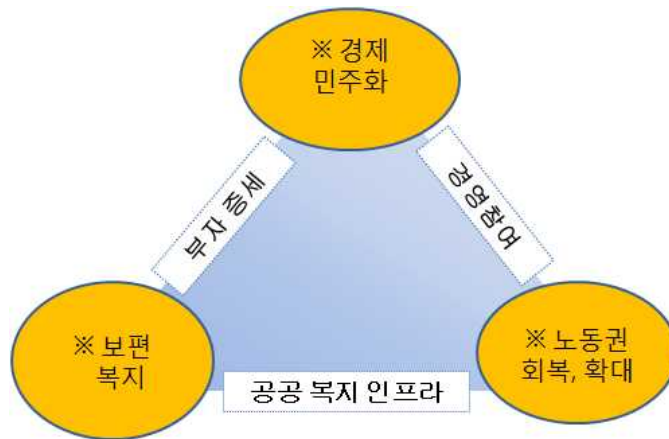 ※ 경제
민주화
부자 증세
경영참여
※ 보편
복지
※ 노동권
회복, 확대
공공 복지 인프라